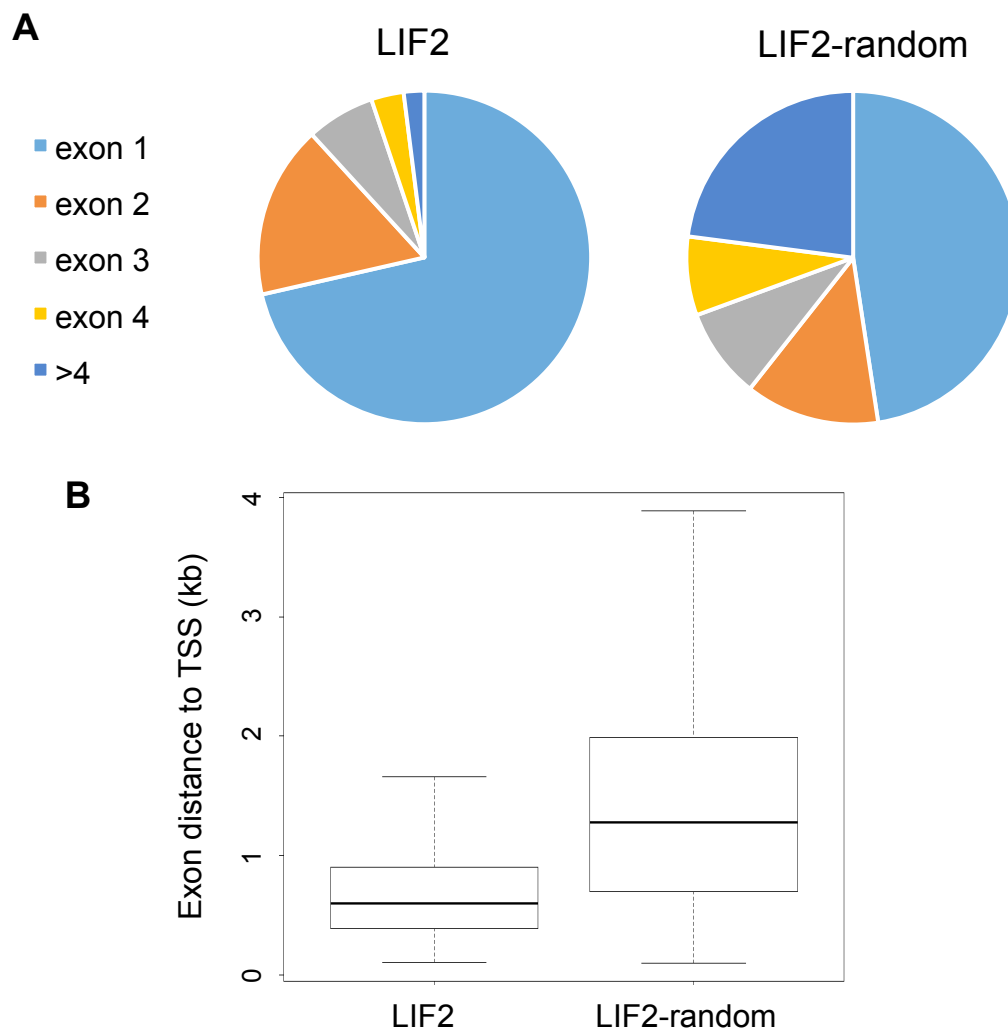 A
LIF2
LIF2-random
exon 1
exon 2
exon 3
exon 4
>4
B
Exon distance to TSS (kb)
4
3
2
1
0
LIF2
LIF2-random